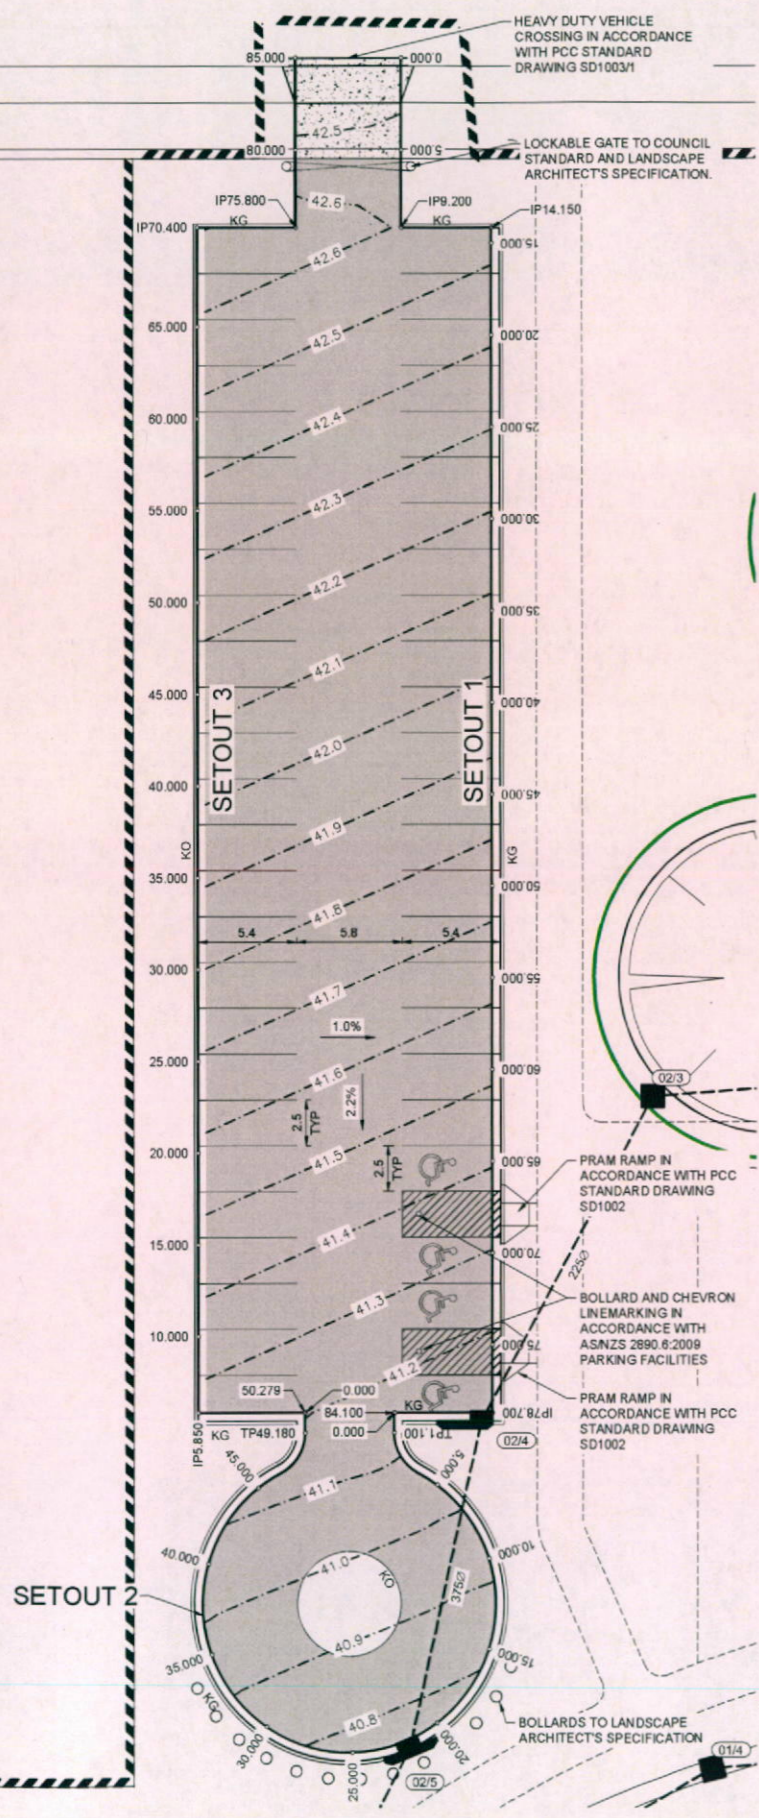 HEAVY DUTY VEHICLE
CROSSING IN ACCORDANCE
WITH PCC STANDARD
DRAWING SD1003/1
85.000
0.000
42.5
80.000
5.000
LOCKABLE GATE TO COUNCIL
STANDARD AND LANDSCAPE
ARCHITECT'S SPECIFICATION.
IP75.800
42.6
IP9.200
IP70.400
KG
KG
IP14.150
15.000
42.6
65.000
42.5
20.000
60.000
42.4
25.000
55.000
42.3
30.000
50.000
42.2
35.000
45.000
42.1
40.000
SETOUT 3
SETOUT 1
42.0
40.000
45.000
41.9
KO
KG
35.000
50.000
41.8
5.4
5.8
5.4
30.000
55.000
41.7
1.0%
25.000
60.000
41.6
2.2%
02/3
2.5
TYP
20.000
41.5
2.5
TYP
65.000
PRAM RAMP IN
ACCORDANCE WITH PCC
STANDARD DRAWING
SD1002
15.000
41.4
70.000
225Ø
41.3
BOLLARD AND CHEVRON
LINEMARKING IN
ACCORDANCE WITH
AS/NZS 2890.6:2009
PARKING FACILITIES
10.000
75.000
41.2
50.279
0.000
PRAM RAMP IN
ACCORDANCE WITH PCC
STANDARD DRAWING
SD1002
84.100
KG
IP78.700
IP5.850
KG
TP49.180
0.000
TP1.100
02/4
45.000
5.000
41.1
40.000
10.000
41.0
KO
375Ø
SETOUT 2
40.9
35.000
15.000
KG
40.8
BOLLARDS TO LANDSCAPE
ARCHITECT'S SPECIFICATION
30.000
20.000
25.000
02/5
01/4